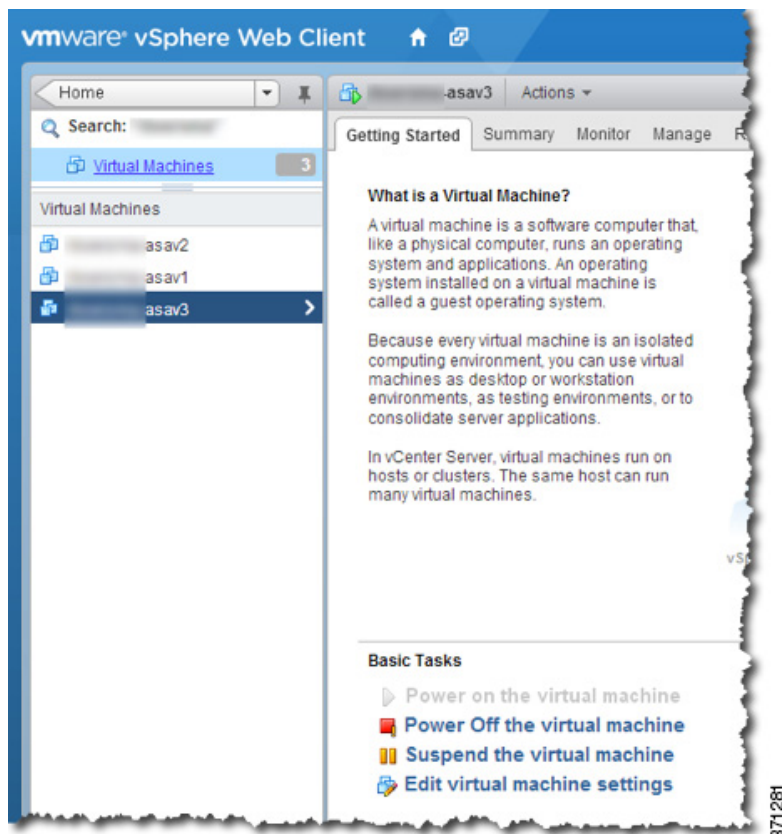 vmware® vSphere Web Client
Home
Search:
Virtual Machines 3
Virtual Machines
asav2
asav1
asav3
-asav3 Actions
Getting Started Summary Monitor Manage
What is a Virtual Machine?
A virtual machine is a software computer that,
like a physical computer, runs an operating
system and applications. An operating
system installed on a virtual machine is
called a guest operating system.
Because every virtual machine is an isolated
computing environment, you can use virtual
machines as desktop or workstation
environments, as testing environments, or to
consolidate server applications.
In vCenter Server, virtual machines run on
hosts or clusters. The same host can run
many virtual machines.
Basic Tasks
Power on the virtual machine
Power Off the virtual machine
Suspend the virtual machine
Edit virtual machine settings
371281